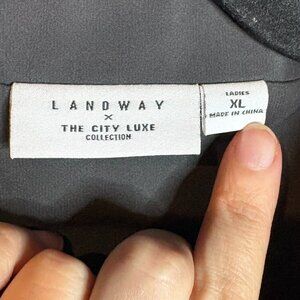 LANDWAY
X
THE CITY LUXE
COLLECTION
LADIES
XL
MADE IN CHINA